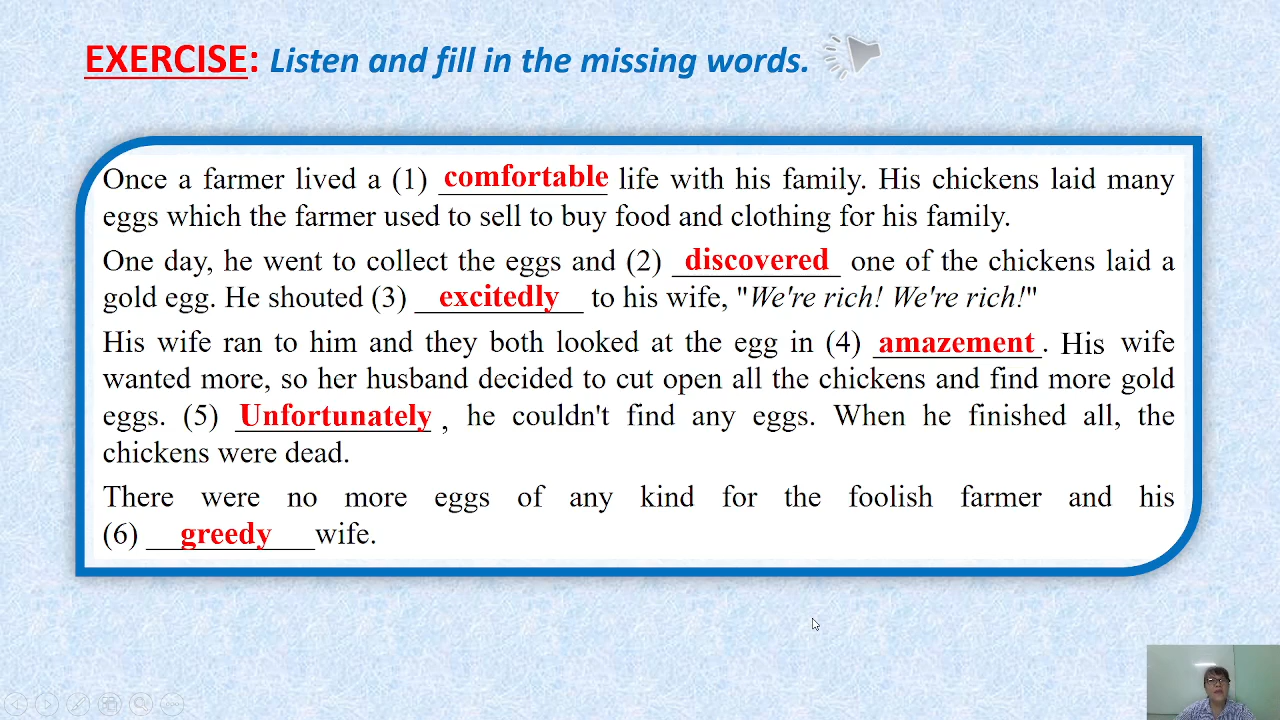 EXERCISE: Listen and fill in the missing words.
Once a farmer lived a (1) comfortable life with his family. His chickens laid many
eggs which the farmer used to sell to buy food and clothing for his family.
One day, he went to collect the eggs and (2) discovered one of the chickens laid a
gold egg. He shouted (3) excitedly to his wife, "We're rich! We're rich!"
His wife ran to him and they both looked at the egg in (4) amazement. His wife
wanted more, so her husband decided to cut open all the chickens and find more gold
eggs. (5) Unfortunately, he couldn't find any eggs. When he finished all, the
chickens were dead.
There were no more eggs of any kind for the foolish farmer and his
(6) greedy wife.